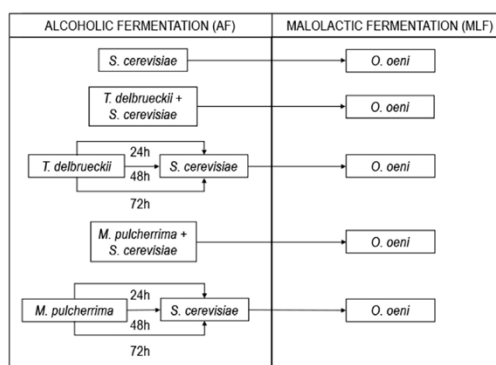 ALCOHOLIC FERMENTATION (AF)
MALOLACTIC FERMENTATION (MLF)
S. cerevisiae
O. oeni
T. delbrueckii +
S. cerevisiae
O. oeni
24h
T. delbrueckii
48h
S. cerevisiae
O. oeni
72h
M. pulcherrima +
S. cerevisiae
O. oeni
24h
M. pulcherrima
S. cerevisiae
O. oeni
48h
72h